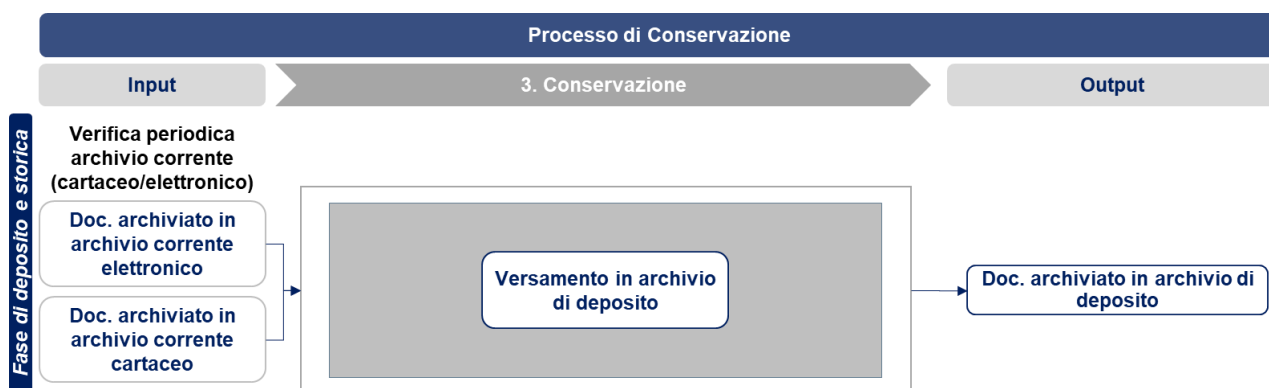 Processo di Conservazione
Input
3. Conservazione
Output
Fase di deposito e storica
Verifica periodica
archivio corrente
(cartaceo/elettronico)
Doc. archiviato in
archivio corrente
elettronico
Doc. archiviato in
archivio corrente
cartaceo
Versamento in archivio
di deposito
Doc. archiviato in archivio di
deposito